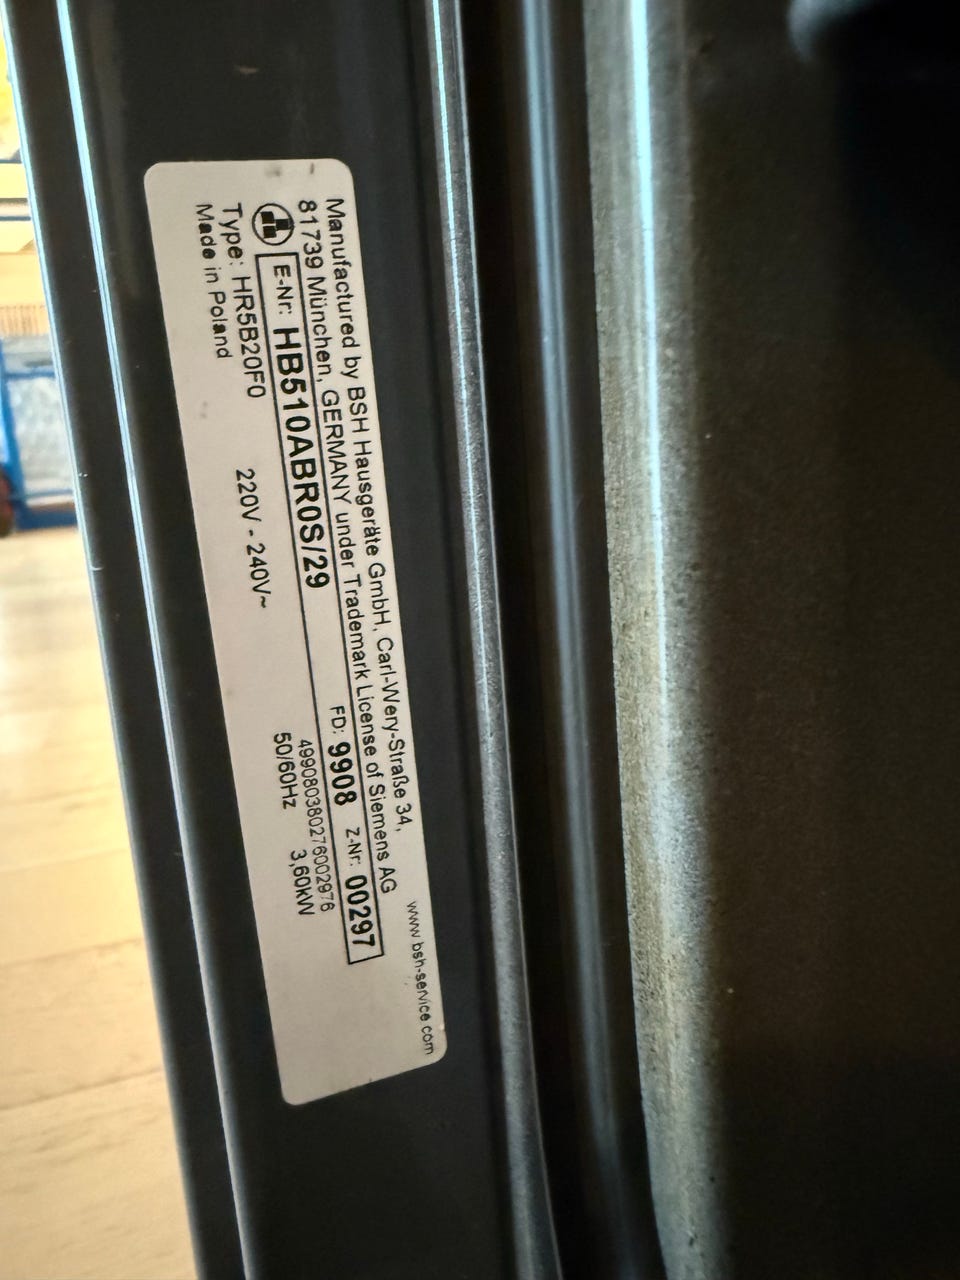 www.bsh-service.com
Manufactured by BSH Hausgeräte GmbH, Carl-Wery-Straße 34,
81739 München, GERMANY under Trademark License of Siemens AG
E-Nr: HB510ABR0S/29 FD: 9908 Z-Nr: 00297
499080380276002976
Type: HR5B20F0 220V - 240V~ 50/60Hz 3,60kW
Made in Poland